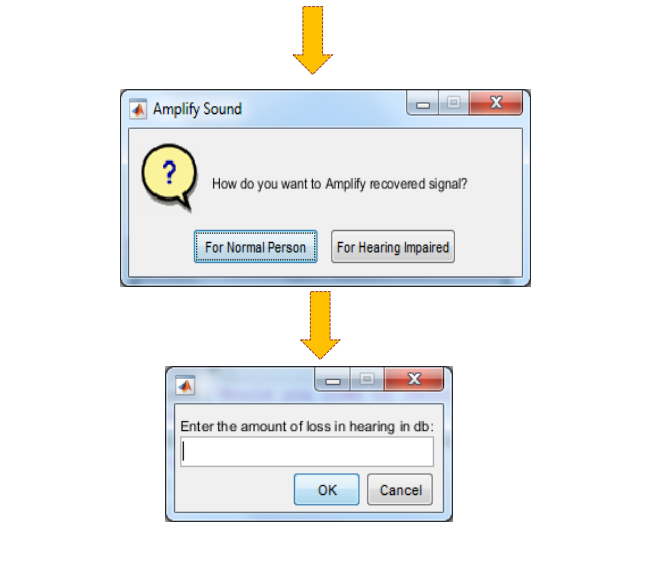 Amplify Sound
?
How do you want to Amplify recovered signal?
For Normal Person
For Hearing Impaired
Enter the amount of loss in hearing in db:
OK
Cancel